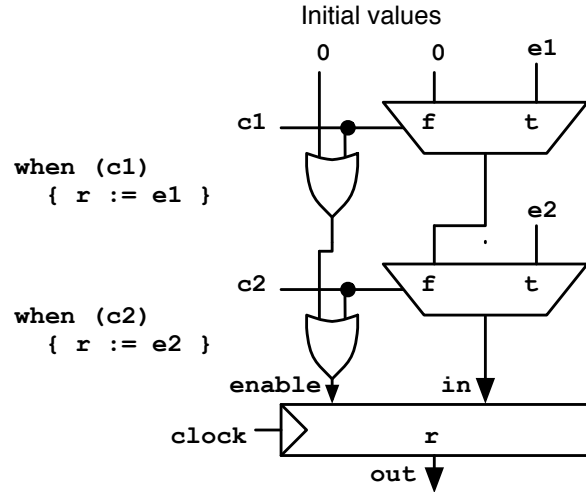 Initial values
0 0 e1
c1 f t
when (c1)
{ r := e1 }
e2
c2 f t
when (c2)
{ r := e2 }
enable in
clock r
out